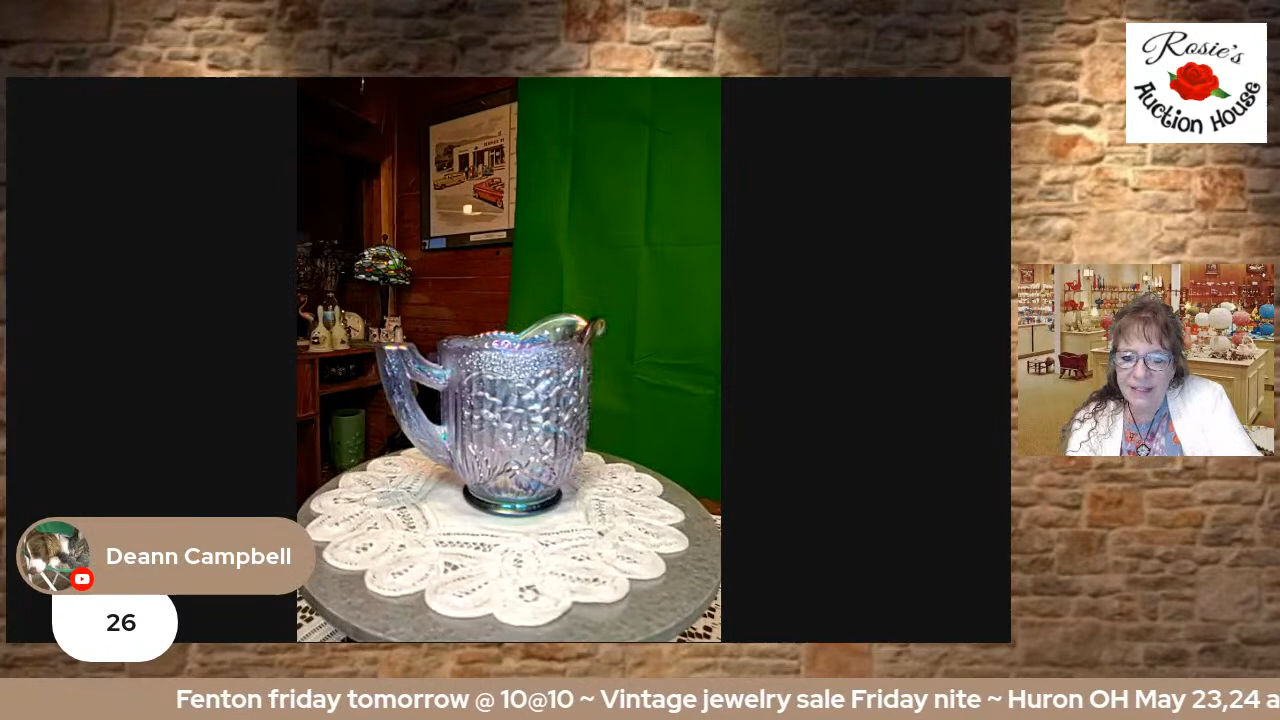 Rosie's
Auction House
Deann Campbell
26
Fenton friday tomorrow @ 10@10 ~ Vintage jewelry sale Friday nite ~ Huron OH May 23,24 a